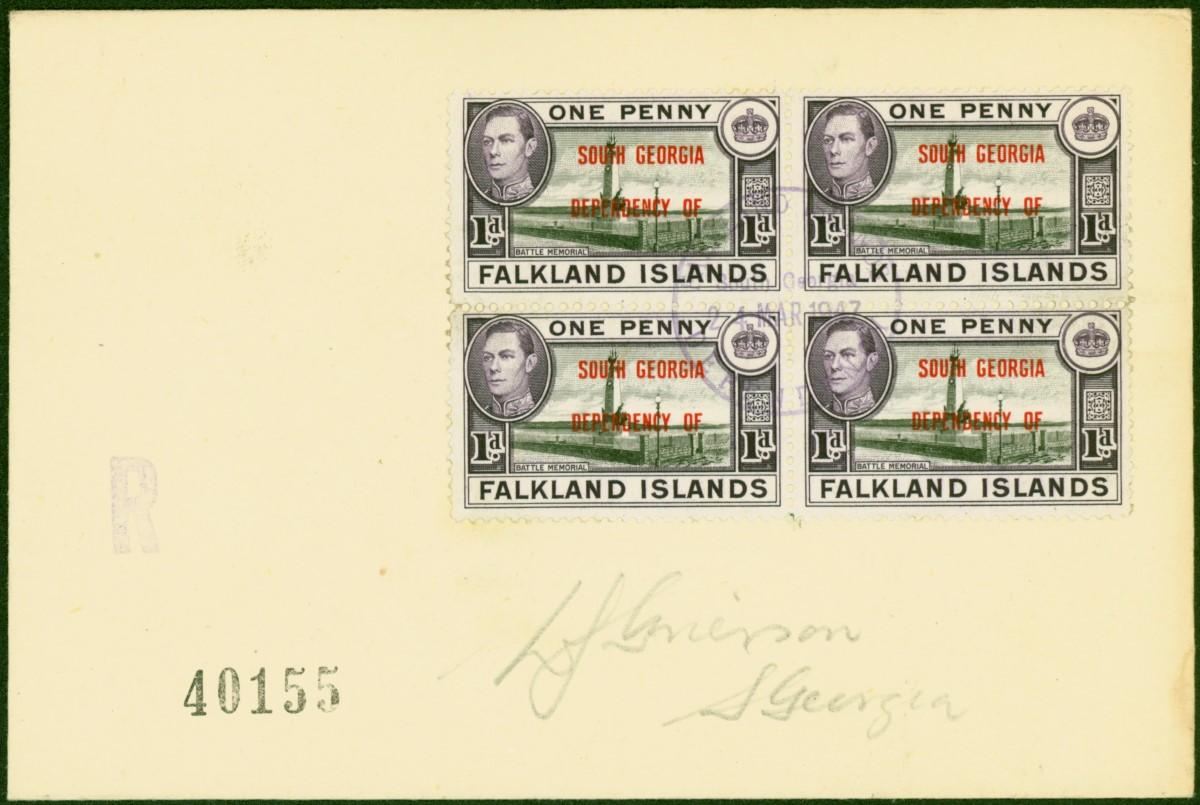 ONE PENNY
SOUTH GEORGIA
DEPENDENCY OF
1d.
BATTLE MEMORIAL
FALKLAND ISLANDS
ONE PENNY
SOUTH GEORGIA
DEPENDENCY OF
1d.
BATTLE MEMORIAL
FALKLAND ISLANDS
South Georgia
24 MAR 1947
ONE PENNY
SOUTH GEORGIA
DEPENDENCY OF
1d.
BATTLE MEMORIAL
FALKLAND ISLANDS
ONE PENNY
SOUTH GEORGIA
DEPENDENCY OF
1d.
BATTLE MEMORIAL
FALKLAND ISLANDS
R
Grierson
S Georgia
40155